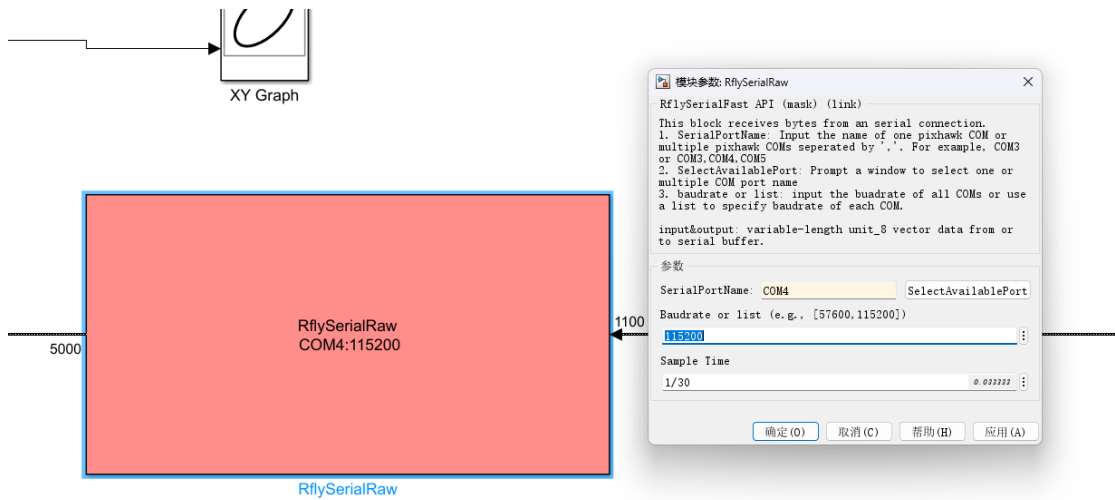 XY Graph
RflySerialRaw
COM4:115200
5000
1100
RflySerialRaw
模块参数: RflySerialRaw
RflySerialFast API (mask) (link)
This block receives bytes from an serial connection.
1. SerialPortName: Input the name of one pixhawk COM or
multiple pixhawk COMs seperated by ','. For example, COM3
or COM3,COM4,COM5
2. SelectAvailablePort: Prompt a window to select one or
multiple COM port name
3. baudrate or list: input the buadrate of all COMs or use
a list to specify baudrate of each COM.
input&output: variable-length unit_8 vector data from or
to serial buffer.
参数
SerialPortName: COM4 SelectAvailablePort
Baudrate or list (e.g., [57600,115200])
115200
Sample Time
1/30 0.033333
确定(O) 取消(C) 帮助(H) 应用(A)